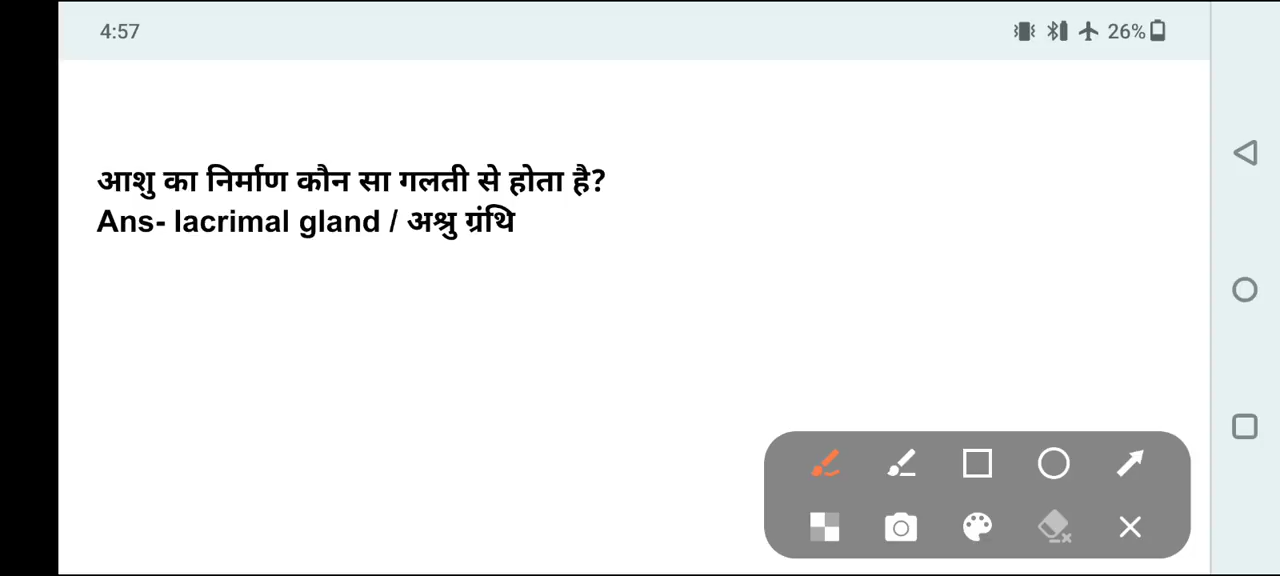 4:57
26%
आशु का निर्माण कौन सा गलती से होता है?
Ans- lacrimal gland / अश्रु ग्रंथि